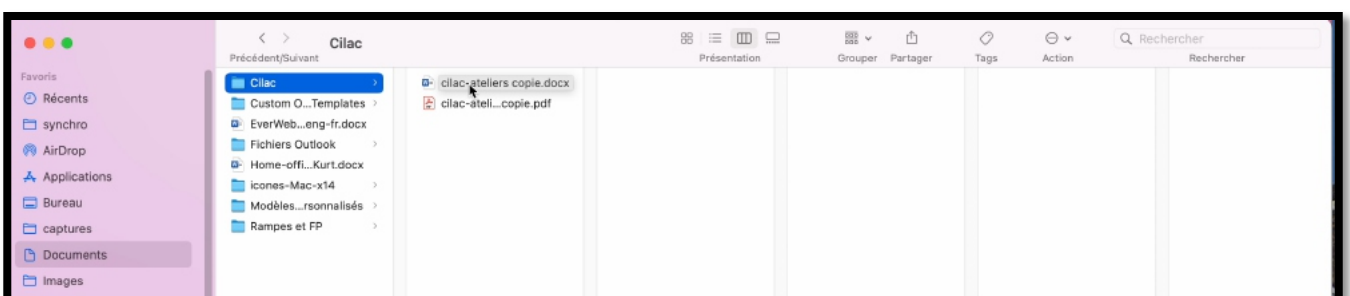 Cilac
Précédent/Suivant
Présentation
Grouper
Partager
Tags
Action
Rechercher
Rechercher
Favoris
Récents
synchro
AirDrop
Applications
Bureau
captures
Documents
Images
Cilac
Custom O...Templates
EverWeb...eng-fr.docx
Fichiers Outlook
Home-offi...Kurt.docx
icones-Mac-x14
Modèles...rsonnalisés
Rampes et FP
cilac-ateliers copie.docx
cilac-ateli...copie.pdf